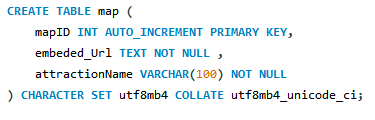 CREATE TABLE map (
    mapID INT AUTO_INCREMENT PRIMARY KEY,
    embeded_Url TEXT NOT NULL ,
    attractionName VARCHAR(100) NOT NULL
) CHARACTER SET utf8mb4 COLLATE utf8mb4_unicode_ci;